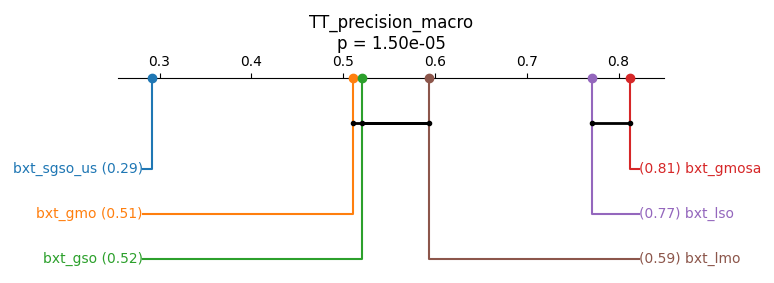 TT_precision_macro
p = 1.50e-05
0.3 0.4 0.5 0.6 0.7 0.8
bxt_sgso_us (0.29) (0.81) bxt_gmosa
bxt_gmo (0.51) (0.77) bxt_lso
bxt_gso (0.52) (0.59) bxt_lmo